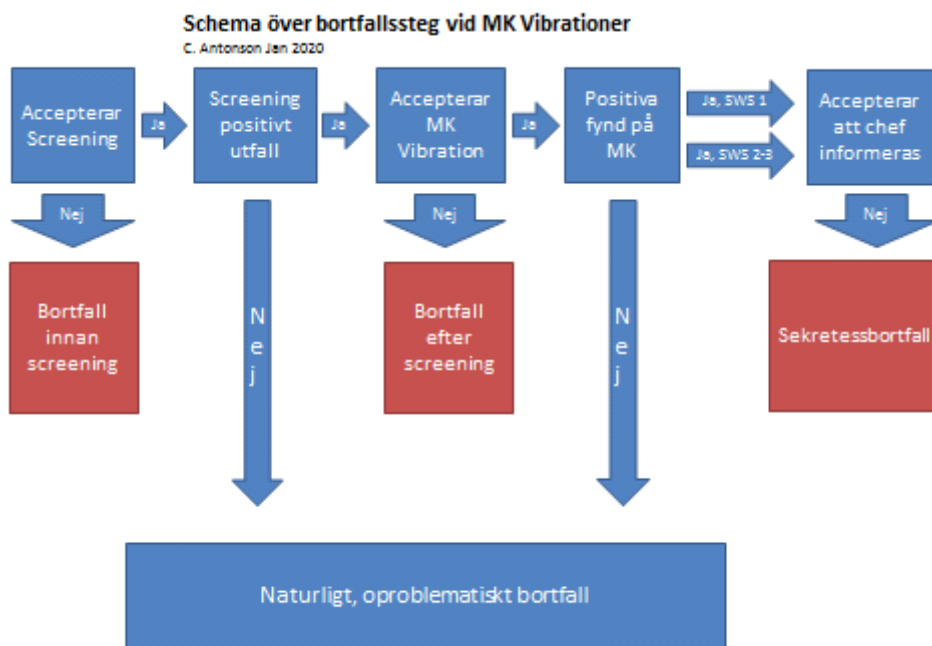 Schema över bortfallssteg vid MK Vibrationer
C. Antonson Jan 2020
Accepterar
Screening
Ja
Screening
positivt
utfall
Ja
Accepterar
MK
Vibration
Ja
Positiva
fynd på
MK
Ja, SWS 1
Ja, SWS 2-3
Accepterar
att chef
informeras
Nej
Nej
Nej
Bortfall
innan
screening
N
e
j
Bortfall
efter
screening
N
e
j
Sekretessbortfall
Naturligt, oproblematiskt bortfall